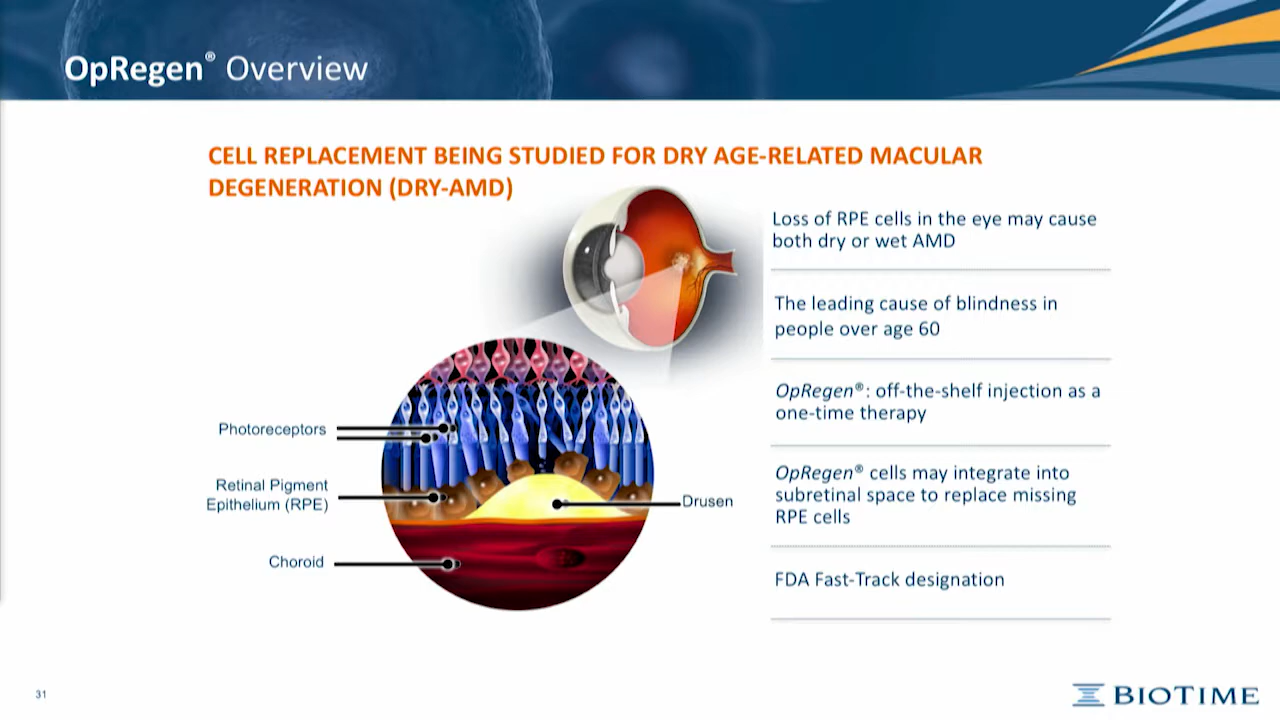 OpRegen® Overview
CELL REPLACEMENT BEING STUDIED FOR DRY AGE-RELATED MACULAR
DEGENERATION (DRY-AMD)
Loss of RPE cells in the eye may cause
both dry or wet AMD
The leading cause of blindness in
people over age 60
OpRegen®: off-the-shelf injection as a
one-time therapy
OpRegen® cells may integrate into
subretinal space to replace missing
RPE cells
FDA Fast-Track designation
Photoreceptors
Retinal Pigment
Epithelium (RPE)
Choroid
Drusen
31
BIOTIME